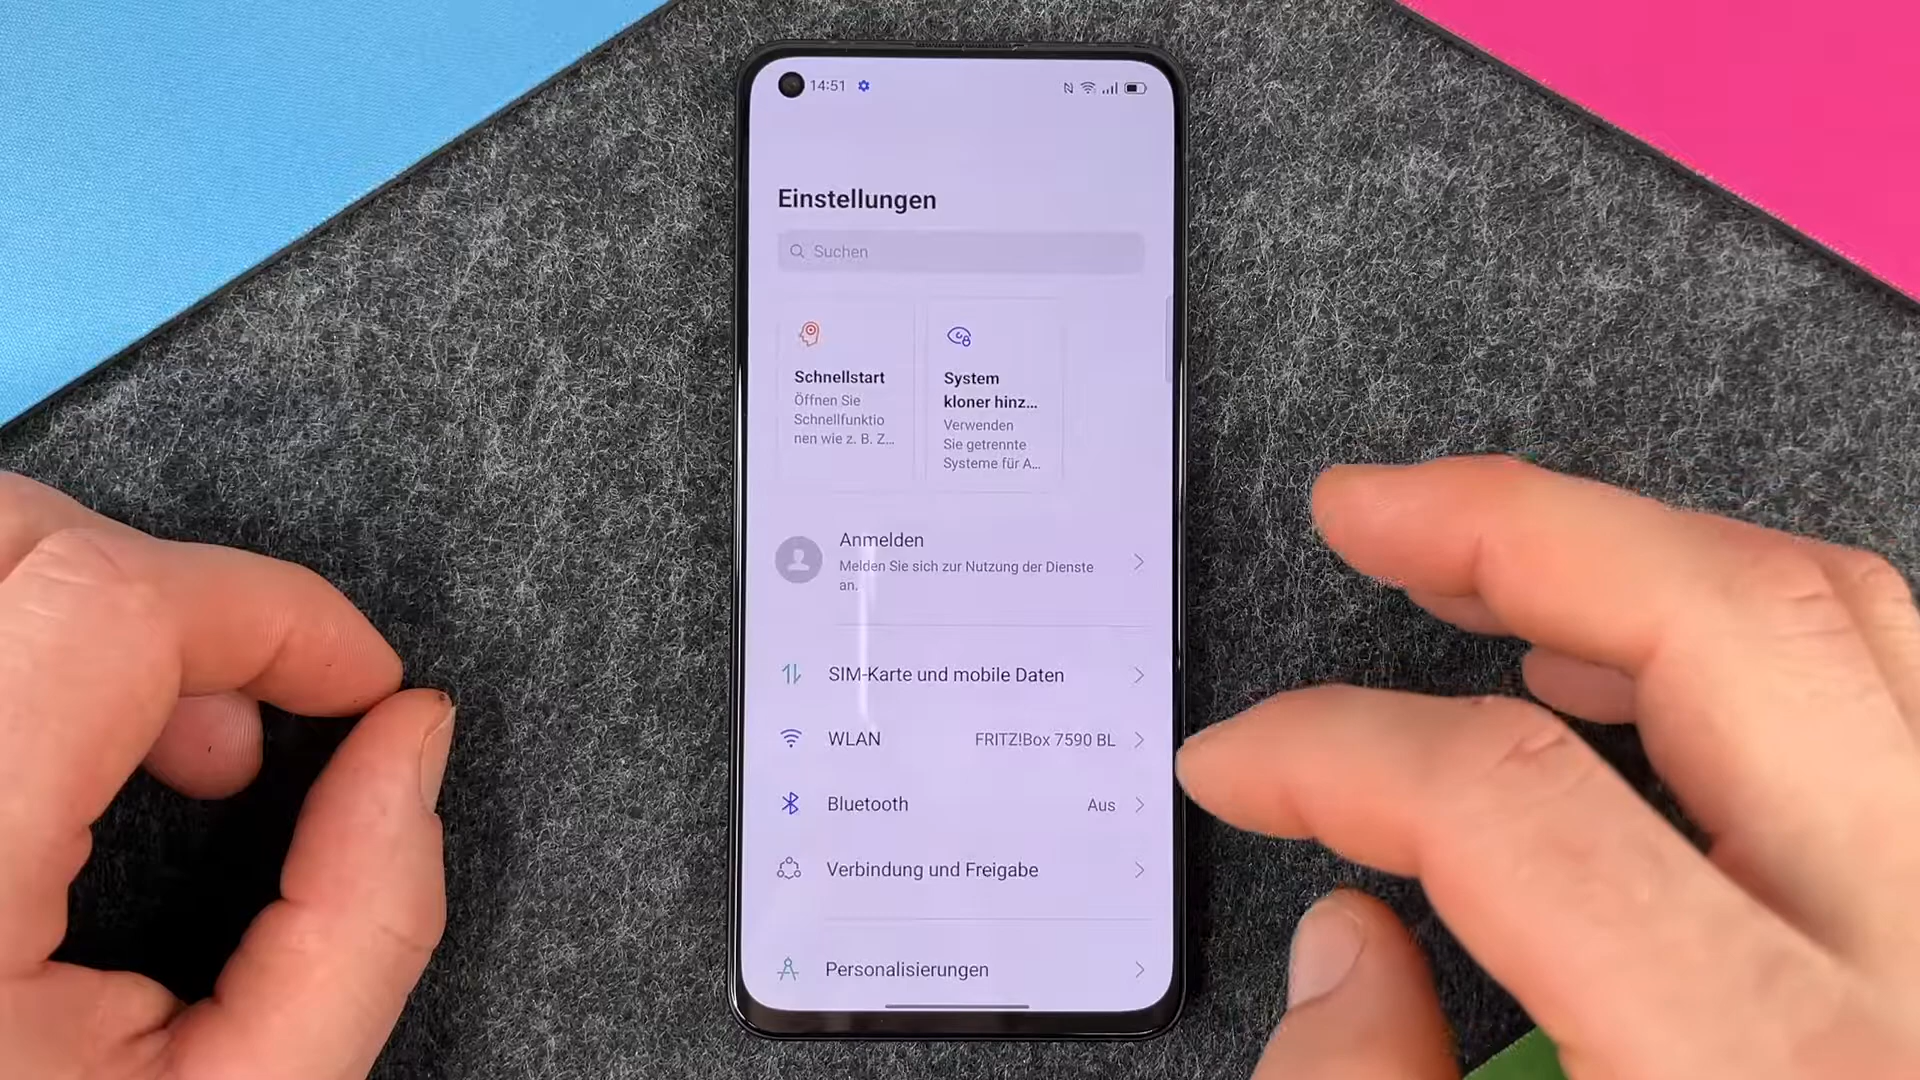 14:51
Einstellungen
Suchen
Schnellstart
Öffnen Sie
Schnellfunktio
nen wie z. B. Z...
System
kloner hinz...
Verwenden
Sie getrennte
Systeme für A...
Anmelden
Melden Sie sich zur Nutzung der Dienste
an.
SIM-Karte und mobile Daten
WLAN FRITZ!Box 7590 BL
Bluetooth Aus
Verbindung und Freigabe
Personalisierungen